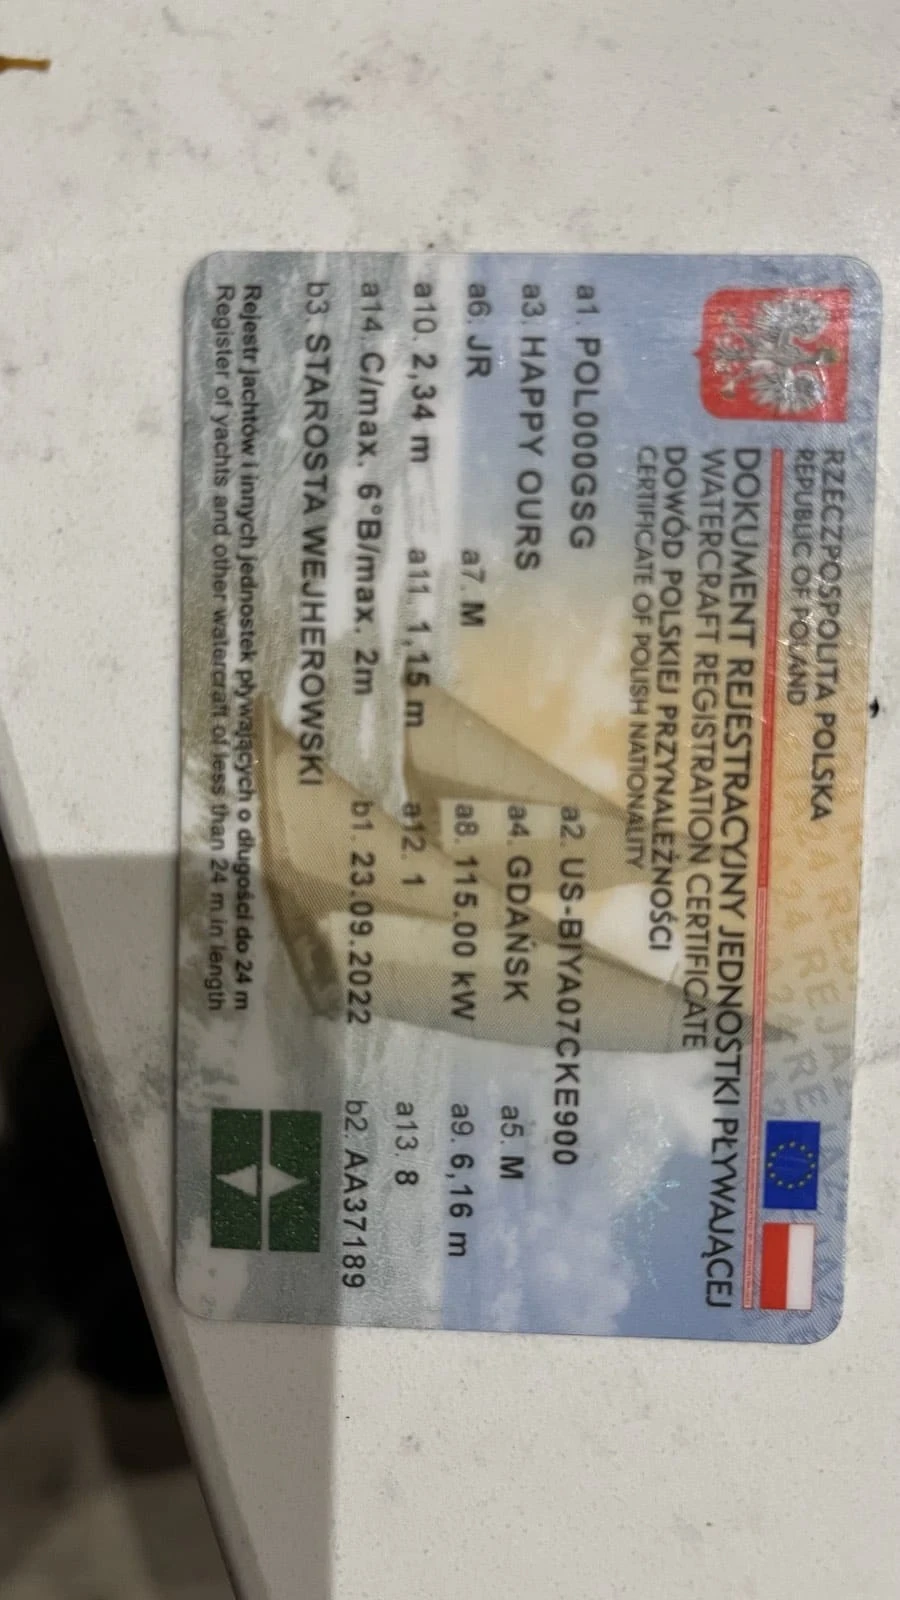 RZECZPOSPOLITA POLSKA
REPUBLIC OF POLAND
DOKUMENT REJESTRACYJNY JEDNOSTKI PŁYWAJĄCEJ
WATERCRAFT REGISTRATION CERTIFICATE
DOWÓD POLSKIEJ PRZYNALEŻNOŚCI
CERTIFICATE OF POLISH NATIONALITY
a1. POL000GSG a2. US-BIYA07CKE900
a3. HAPPY OURS a4. GDAŃSK a5. M
a6. JR a7. M a8. 115.00 kW a9. 6,16 m
a10. 2,34 m a11. 1,15 m a12. 1 a13. 8
a14. C/max. 6°B/max. 2m b1. 23.09.2022 b2. AA37189
b3. STAROSTA WEJHEROWSKI
Rejestr jachtów i innych jednostek pływających o długości do 24 m
Register of yachts and other watercraft of less than 24 m in length